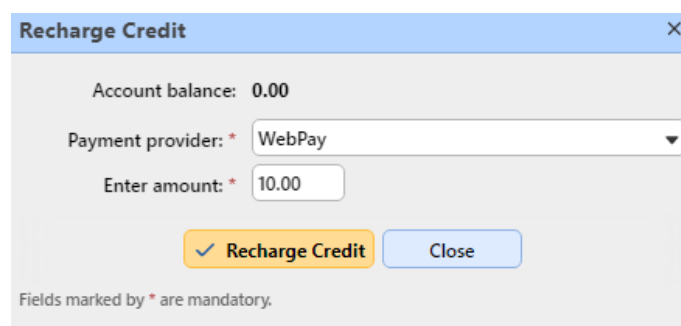 Recharge Credit
Account balance: 0.00
Payment provider: * WebPay
Enter amount: * 10.00
Recharge Credit Close
Fields marked by * are mandatory.